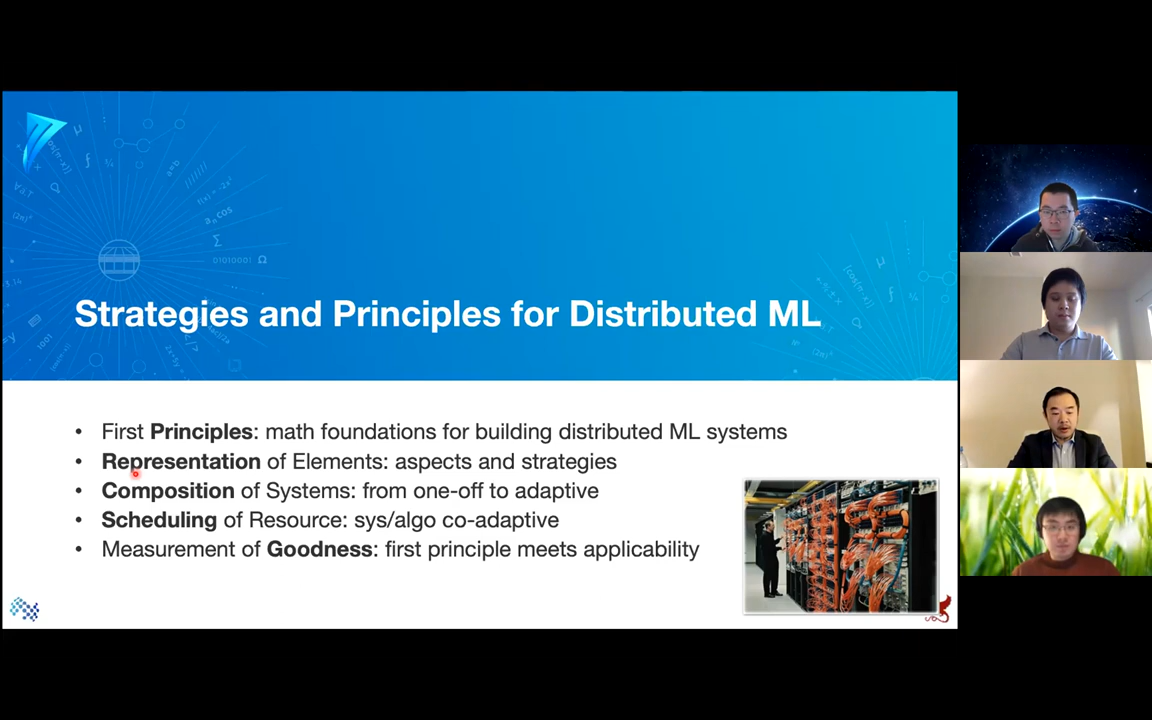 Strategies and Principles for Distributed ML
• First Principles: math foundations for building distributed ML systems
• Representation of Elements: aspects and strategies
• Composition of Systems: from one-off to adaptive
• Scheduling of Resource: sys/algo co-adaptive
• Measurement of Goodness: first principle meets applicability